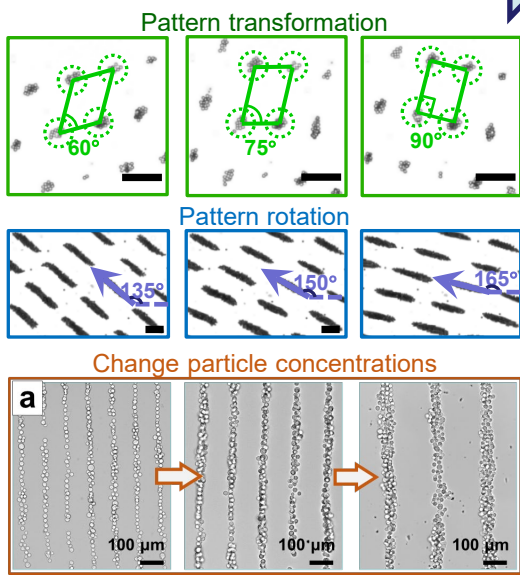 Pattern transformation
60° 75° 90°
Pattern rotation
135° 150° 165°
Change particle concentrations
a
100 µm 100 µm 100 µm